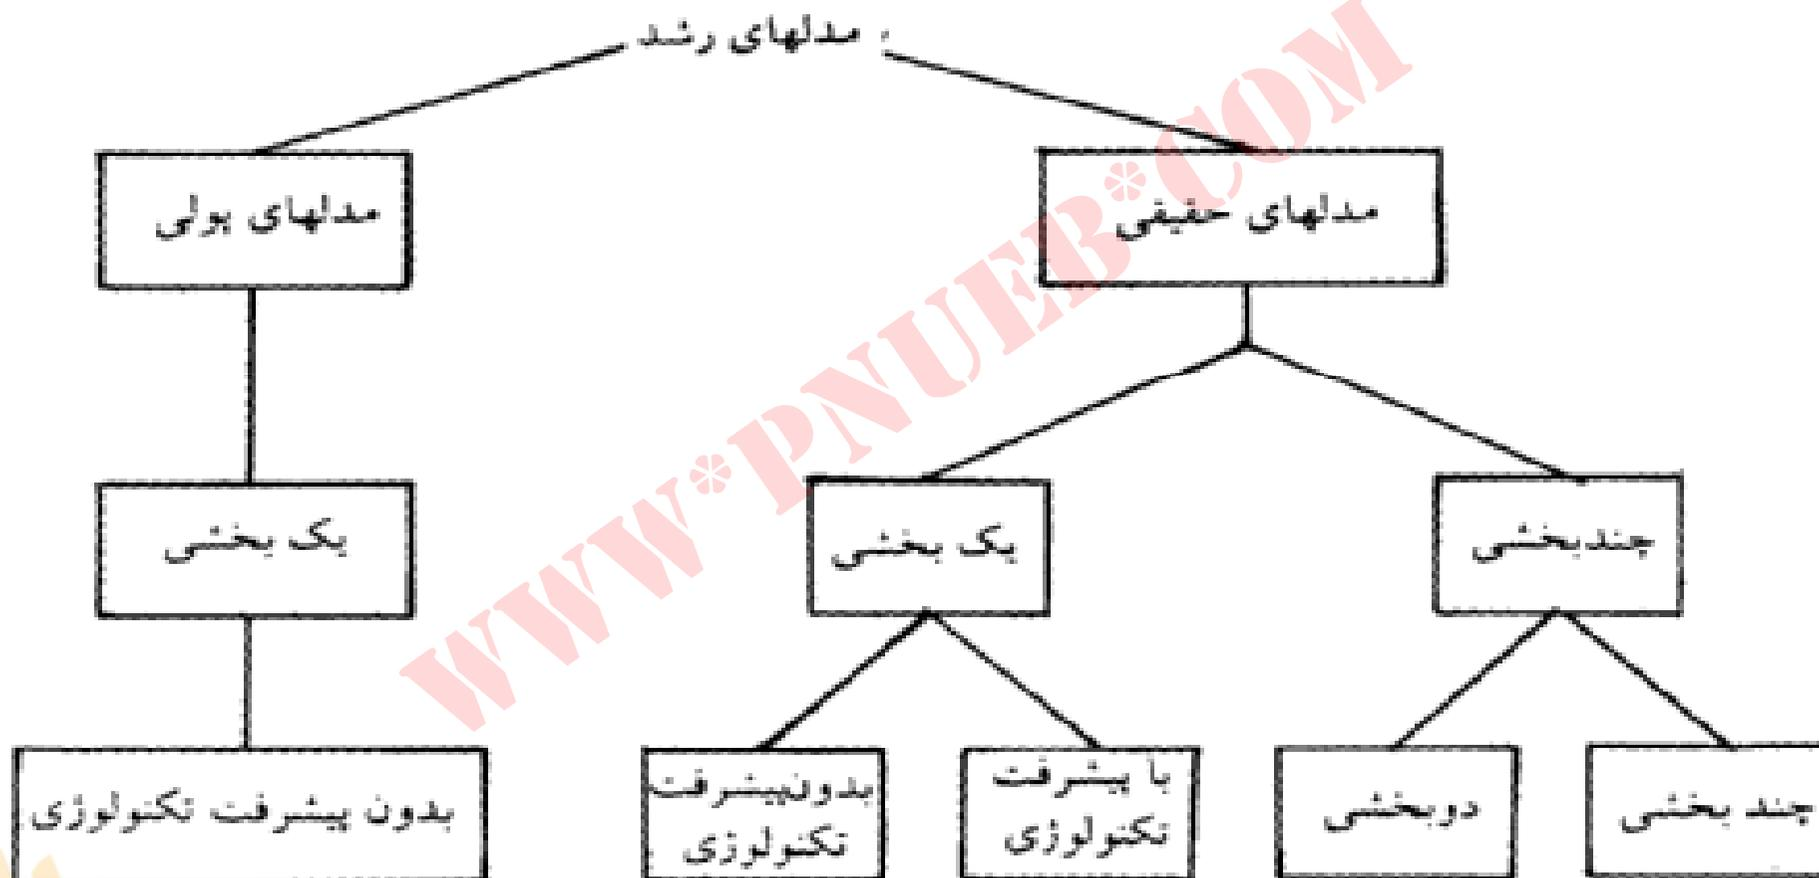 مدلهای رشد
مدلهای حقیقی
مدلهای پولی
چندبخشی
یک بخشی
یک بخشی
چند بخشی
دوبخشی
با پیشرفت
تکنولوژی
بدون‌پیشرفت
تکنولوژی
بدون پیشرفت تکنولوژی
WWW*PNUEB*COM